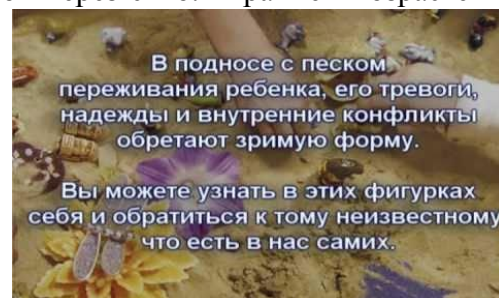 В подносе с песком
переживания ребенка, его тревоги,
надежды и внутренние конфликты
обретают зримую форму.
Вы можете узнать в этих фигурках
себя и обратиться к тому неизвестному
что есть в нас самих.